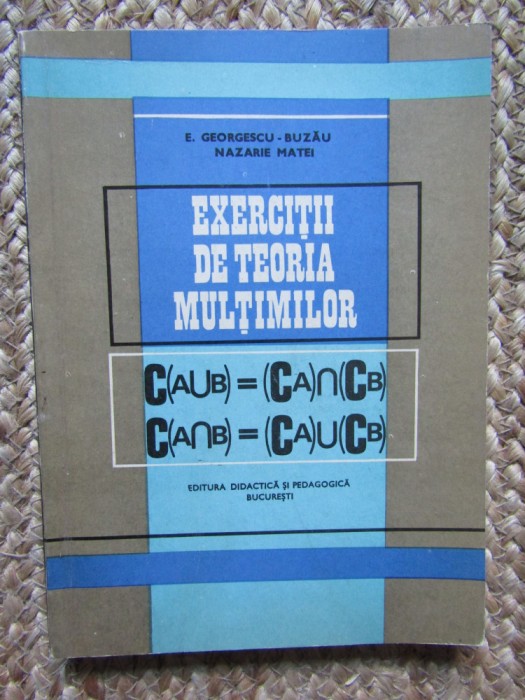 E. GEORGESCU - BUZĂU
NAZARIE MATEI
EXERCIȚII
DE TEORIA
MULȚIMILOR
C(A∪B) = (CA)∩(CB)
C(A∩B) = (CA)∪(CB)
EDITURA DIDACTICĂ ȘI PEDAGOGICĂ
BUCUREȘTI